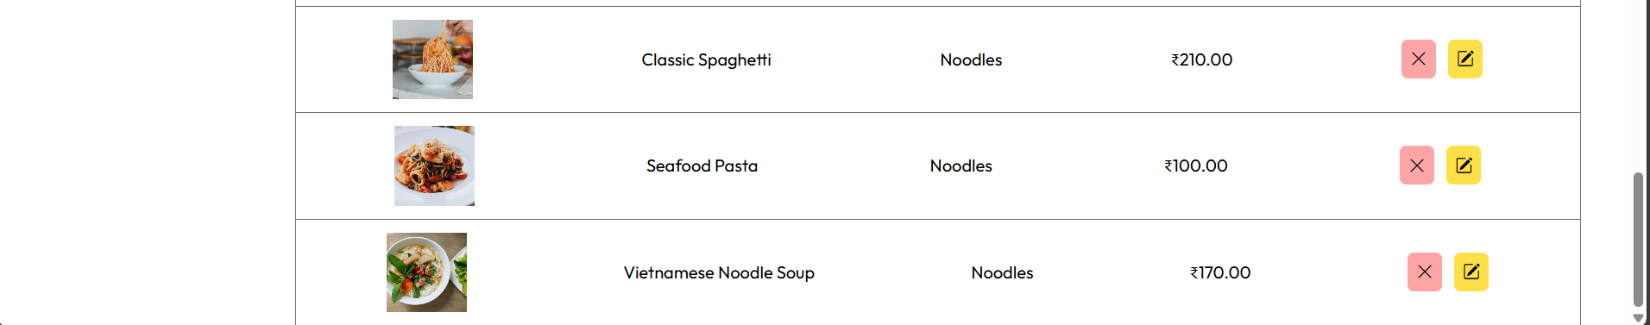 Classic Spaghetti Noodles ₹210.00
Seafood Pasta Noodles ₹100.00
Vietnamese Noodle Soup Noodles ₹170.00